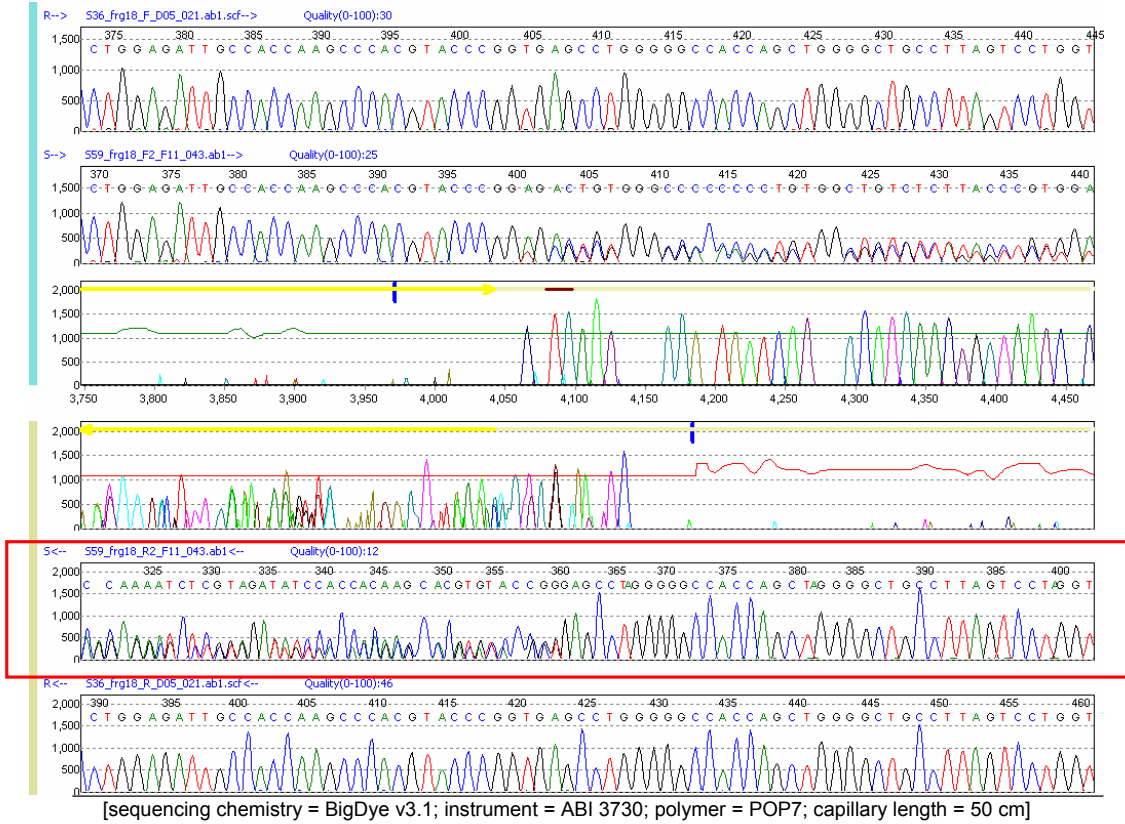 R--> S36_frg18_F_D05_021.ab1.scf--> Quality(0-100):30
375 380 385 390 395 400 405 410 415 420 425 430 435 440 445
C T G G A G A T T G C C A C C A A G C C C A C G T A C C C G G T G A G C C T G G G G G C C A C C A G C T G G G G C T G C C T T A G T C C T G G T
1,500
1,000
500
0
S--> S59_frg18_F2_F11_043.ab1--> Quality(0-100):25
370 375 380 385 390 395 400 405 410 415 420 425 430 435 440
C T G G A G A T T G C C A C C A A G C C C A C G T A C C C G G A G A C T G T G G G C C C C C C C C T G T G G C T G T C T C T T A C C C G T G G A
1,500
1,000
500
0
2,000
1,500
1,000
500
0
3,750 3,800 3,850 3,900 3,950 4,000 4,050 4,100 4,150 4,200 4,250 4,300 4,350 4,400 4,450
2,000
1,500
1,000
500
0
S<-- S59_frg18_R2_F11_043.ab1<-- Quality(0-100):12
325 330 335 340 345 350 355 360 365 370 375 380 385 390 395 400
C C A A A A T C T C G T A G A T A T C C A C C A C A A G C A C G T G T A C C G G G A G C C T A G G G G G C C A C C A G C T A G G G G C T G C C T T A G T C C T A G G T
2,000
1,500
1,000
500
0
R<-- S36_frg18_R_D05_021.ab1.scf<-- Quality(0-100):46
390 395 400 405 410 415 420 425 430 435 440 445 450 455 460
C T G G A G A T T G C C A C C A A G C C C A C G T A C C C G G T G A G C C T G G G G G C C A C C A G C T G G G G C T G C C T T A G T C C T G G T
2,000
1,500
1,000
500
0
[sequencing chemistry = BigDye v3.1; instrument = ABI 3730; polymer = POP7; capillary length = 50 cm]